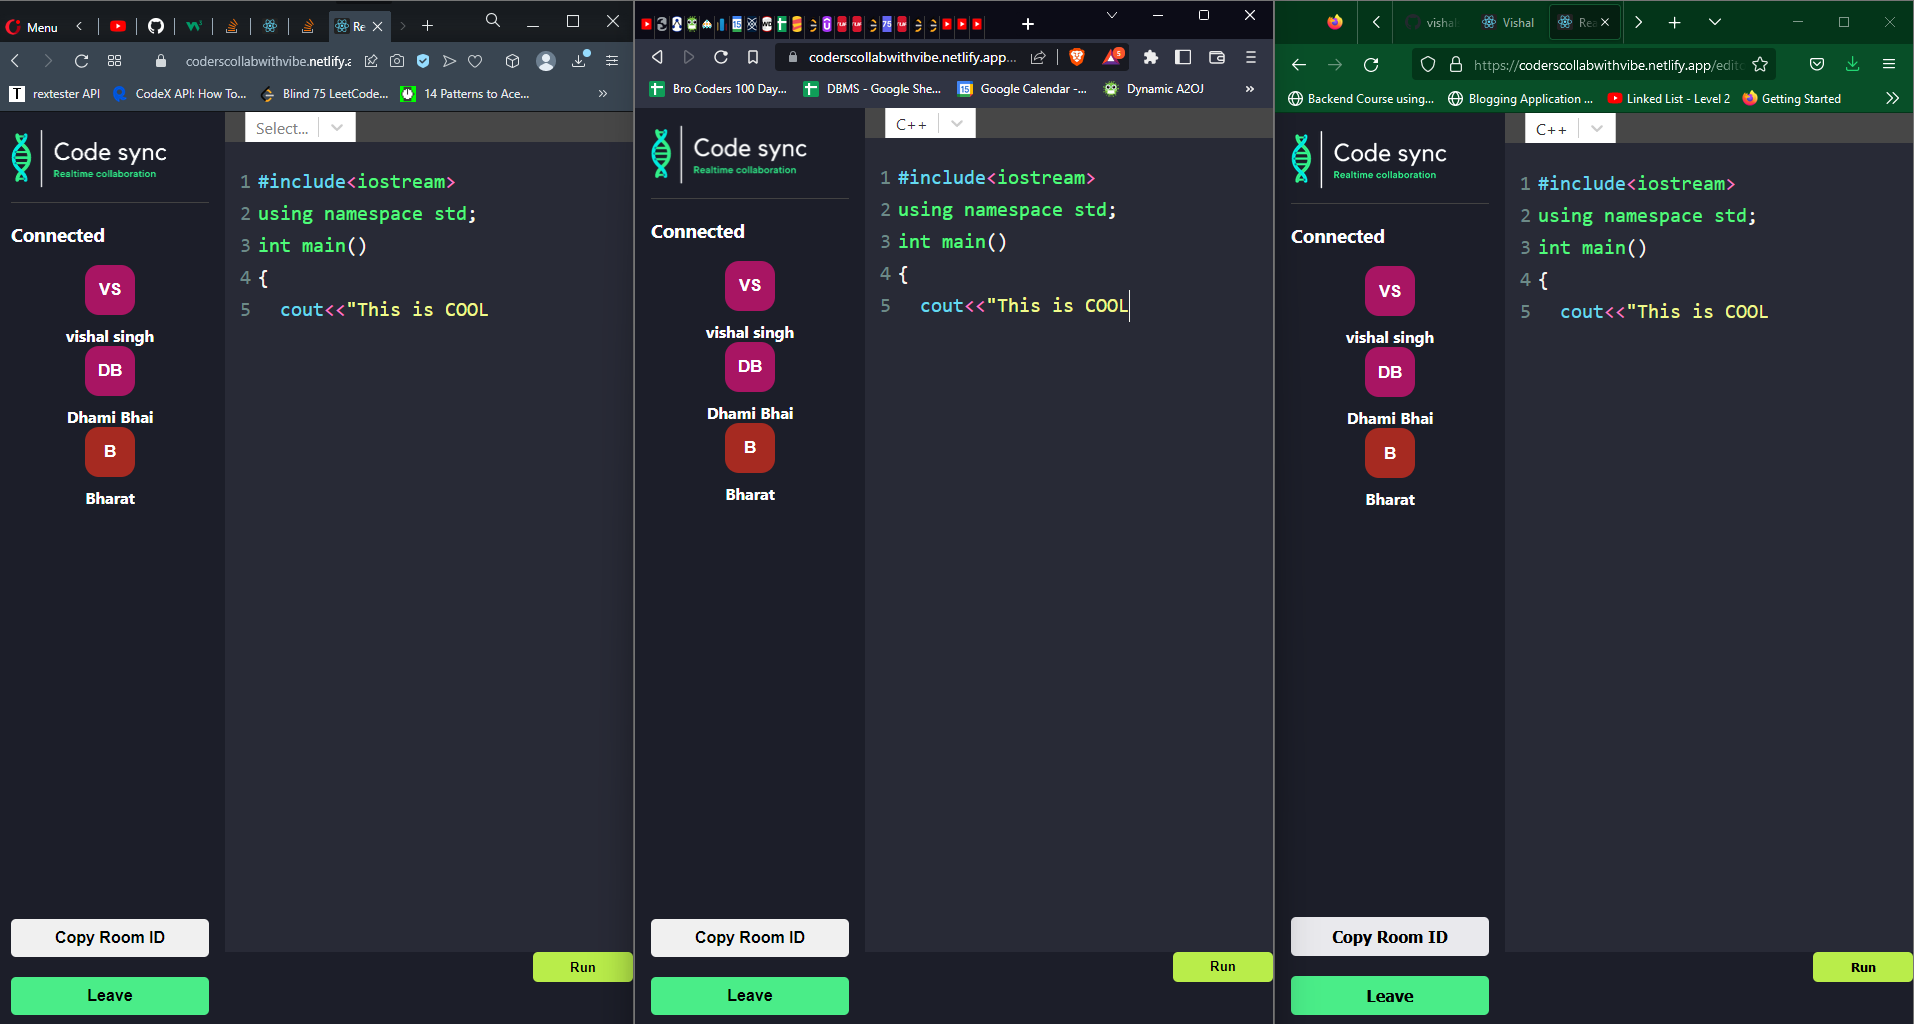 Menu
Re
coderscollabwithvibe.netlify.a
rextester API
CodeX API: How To...
Blind 75 LeetCode...
14 Patterns to Ace...
»
Code sync
Realtime collaboration
Select...
Connected
VS
vishal singh
DB
Dhami Bhai
B
Bharat
1 #include<iostream>
2 using namespace std;
3 int main()
4 {
5 cout<<"This is COOL
Copy Room ID
Leave
Run
coderscollabwithvibe.netlify.app...
5
Bro Coders 100 Day...
DBMS - Google She...
Google Calendar -...
Dynamic A2OJ
»
Code sync
Realtime collaboration
C++
Connected
VS
vishal singh
DB
Dhami Bhai
B
Bharat
1 #include<iostream>
2 using namespace std;
3 int main()
4 {
5 cout<<"This is COOL
Copy Room ID
Leave
Run
visha
Vishal
Rea
https://coderscollabwithvibe.netlify.app/edito
Backend Course using...
Blogging Application ...
Linked List - Level 2
Getting Started
Code sync
Realtime collaboration
C++
Connected
VS
vishal singh
DB
Dhami Bhai
B
Bharat
1 #include<iostream>
2 using namespace std;
3 int main()
4 {
5 cout<<"This is COOL
Copy Room ID
Leave
Run